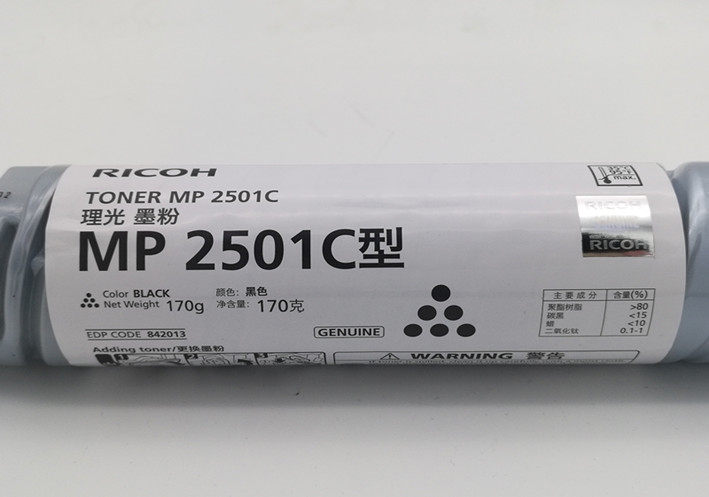 RICOH
TONER MP 2501C
理光 墨粉
MP 2501C型
Color BLACK 颜色: 黑色
Net Weight 170g 净含量: 170克
EDP CODE 842013
GENUINE
Adding toner/更换墨粉
WARNING 警告
主要成分 含量(%)
聚酯树脂 >80
碳黑 <15
蜡 <10
二氧化钛 0.1-1
max.
RICOH
RICOH